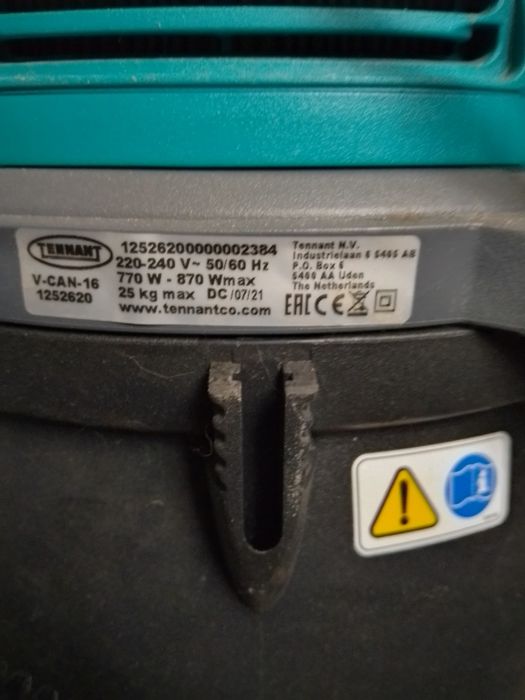 TENNANT
V-CAN-16
1252620
12526200000002384
220-240 V~ 50/60 Hz
770 W - 870 Wmax
25 kg max DC /07/21
www.tennantco.com
Tennant N.V.
Industrielaan 6 5405 AB
P.O. Box 6
5400 AA Uden
The Netherlands
EAC CE